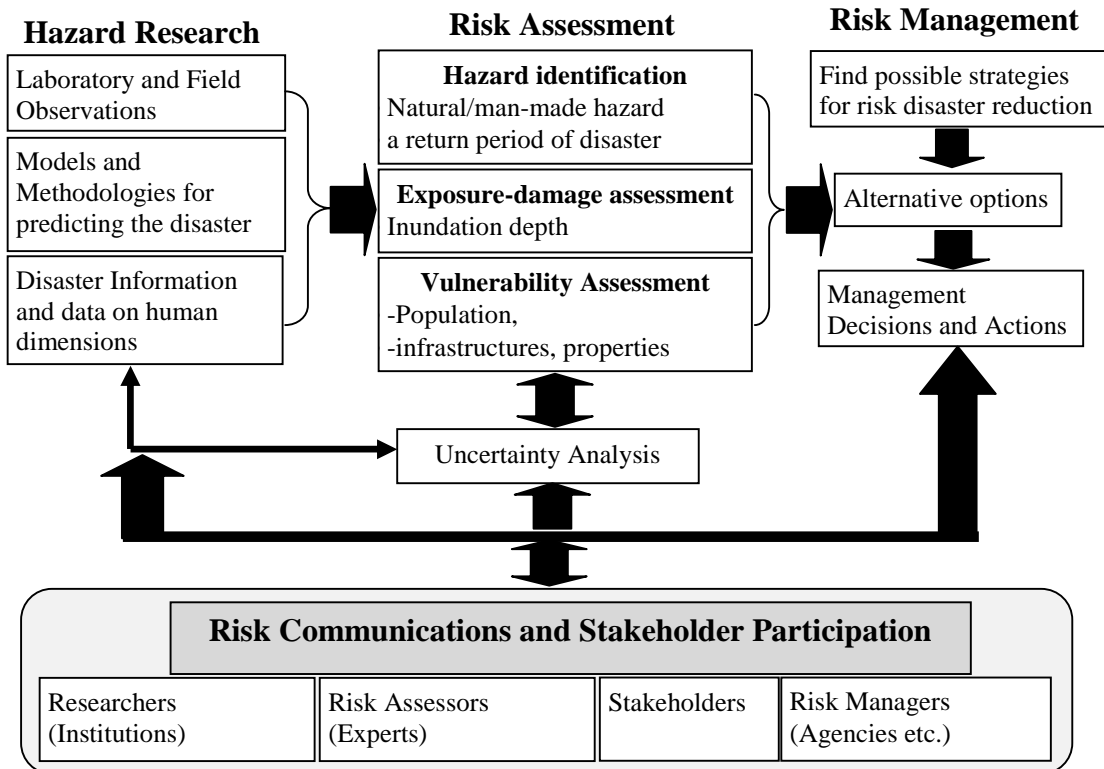 Hazard Research
Laboratory and Field
Observations
Models and
Methodologies for
predicting the disaster
Disaster Information
and data on human
dimensions
Risk Assessment
Hazard identification
Natural/man-made hazard
a return period of disaster
Exposure-damage assessment
Inundation depth
Vulnerability Assessment
-Population,
-infrastructures, properties
Uncertainty Analysis
Risk Management
Find possible strategies
for risk disaster reduction
Alternative options
Management
Decisions and Actions
Risk Communications and Stakeholder Participation
Researchers
(Institutions)
Risk Assessors
(Experts)
Stakeholders
Risk Managers
(Agencies etc.)